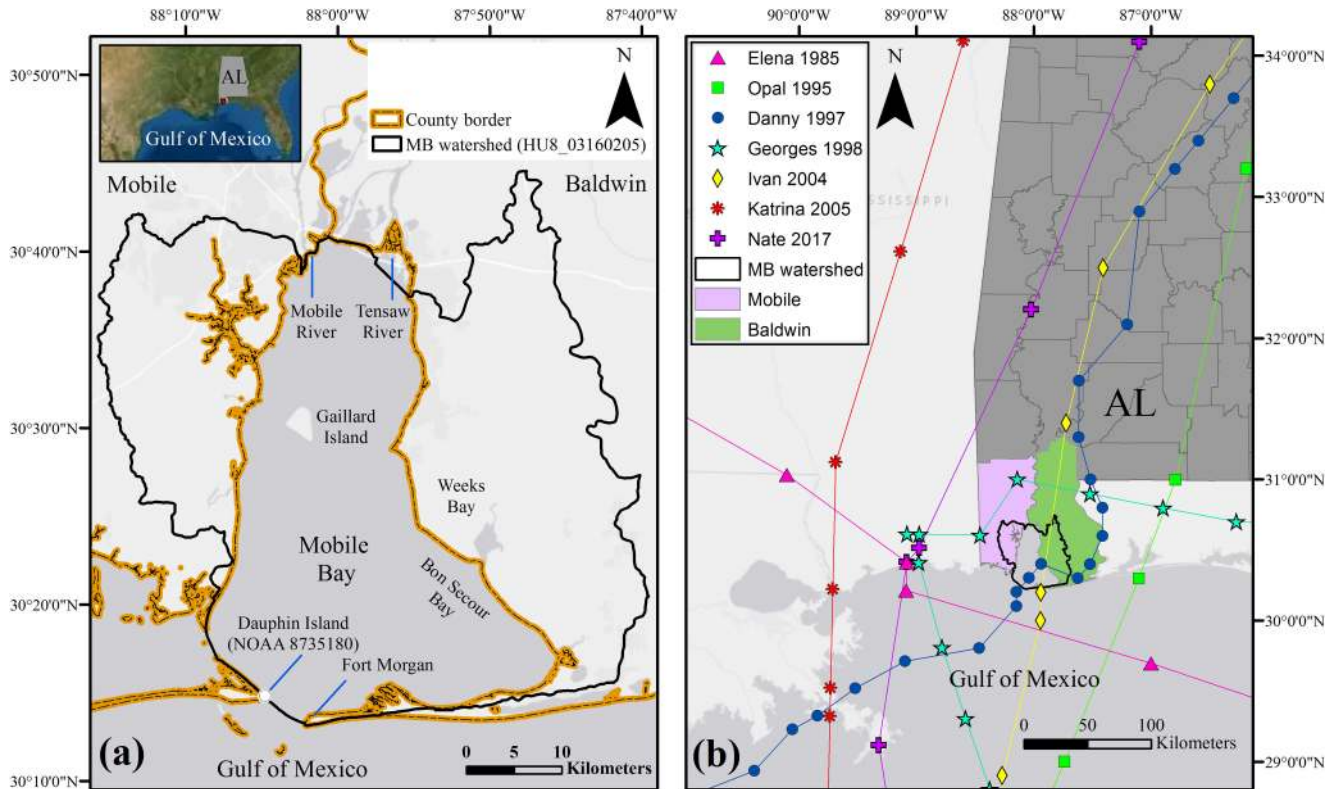 88°10'0"W
88°0'0"W
87°50'0"W
87°40'0"W
30°50'0"N
30°40'0"N
30°30'0"N
30°20'0"N
30°10'0"N
AL
Gulf of Mexico
N
County border
MB watershed (HU8_03160205)
Mobile
Baldwin
Mobile
River
Tensaw
River
Gaillard
Island
Weeks
Bay
Mobile
Bay
Bon Secour
Bay
Dauphin Island
(NOAA 8735180)
Fort Morgan
(a)
Gulf of Mexico
0 5 10
Kilometers
90°0'0"W
89°0'0"W
88°0'0"W
87°0'0"W
34°0'0"N
33°0'0"N
32°0'0"N
31°0'0"N
30°0'0"N
29°0'0"N
Elena 1985
Opal 1995
Danny 1997
Georges 1998
Ivan 2004
Katrina 2005
Nate 2017
MB watershed
Mobile
Baldwin
N
SSISSIPPI
AL
Gulf of Mexico
0 50 100
Kilometers
(b)